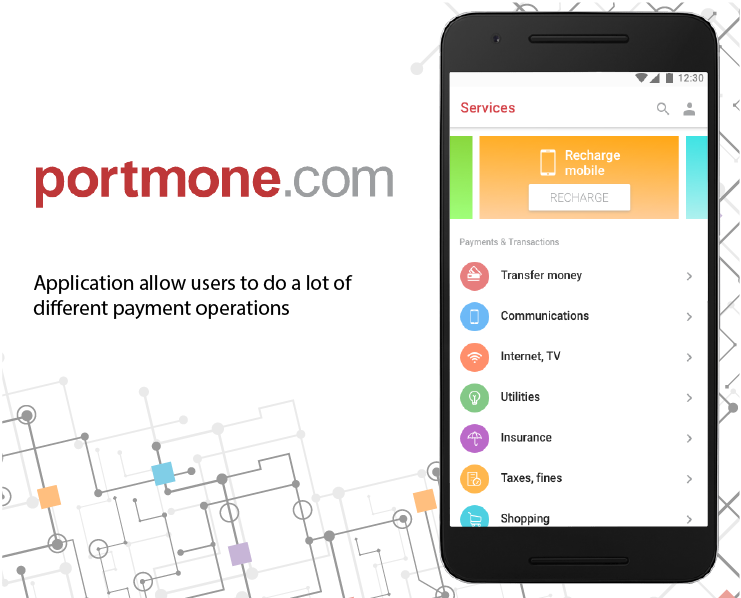 portmone.com
Application allow users to do a lot of
different payment operations
12:30
Services
Recharge
mobile
RECHARGE
Payments & Transactions
Transfer money
Communications
Internet, TV
Utilities
Insurance
Taxes, fines
Shopping